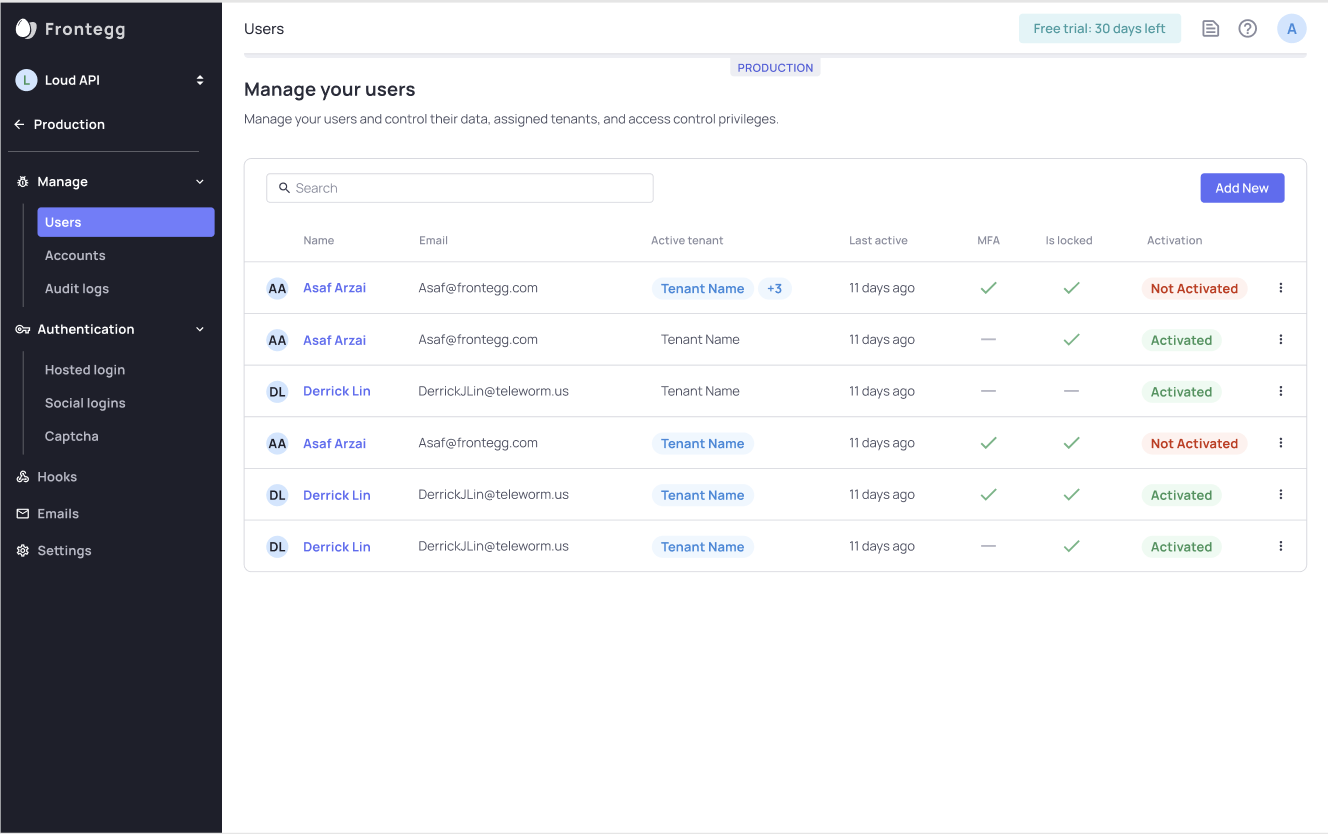 Frontegg
L Loud API
Production
Manage
Users
Accounts
Audit logs
Authentication
Hosted login
Social logins
Captcha
Hooks
Emails
Settings
Users
Free trial: 30 days left
A
PRODUCTION
Manage your users
Manage your users and control their data, assigned tenants, and access control privileges.
Search
Add New
Name Email Active tenant Last active MFA Is locked Activation
AA Asaf Arzai Asaf@frontegg.com Tenant Name +3 11 days ago Not Activated
AA Asaf Arzai Asaf@frontegg.com Tenant Name 11 days ago — Activated
DL Derrick Lin DerrickJLin@teleworm.us Tenant Name 11 days ago — — Activated
AA Asaf Arzai Asaf@frontegg.com Tenant Name 11 days ago Not Activated
DL Derrick Lin DerrickJLin@teleworm.us Tenant Name 11 days ago Activated
DL Derrick Lin DerrickJLin@teleworm.us Tenant Name 11 days ago — Activated